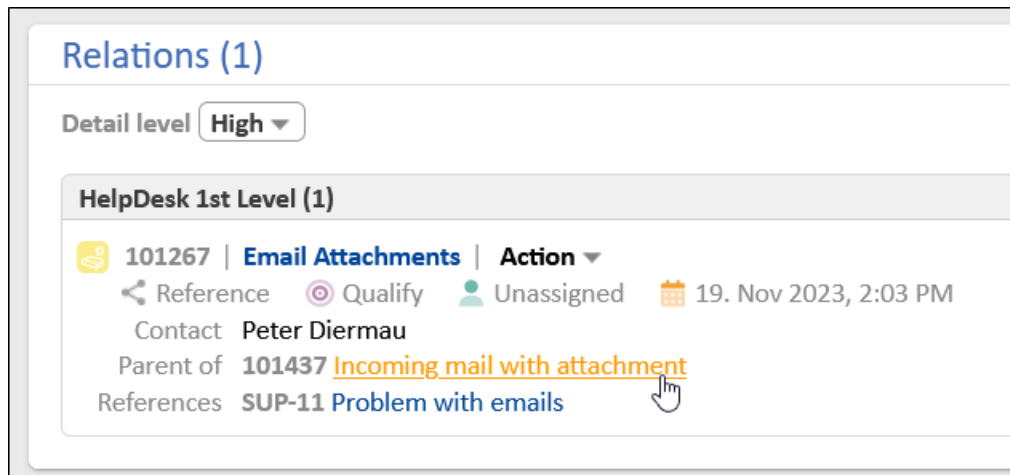 Relations (1)
Detail level High
HelpDesk 1st Level (1)
101267 | Email Attachments | Action
Reference Qualify Unassigned 19. Nov 2023, 2:03 PM
Contact Peter Diermau
Parent of 101437 Incoming mail with attachment
References SUP-11 Problem with emails